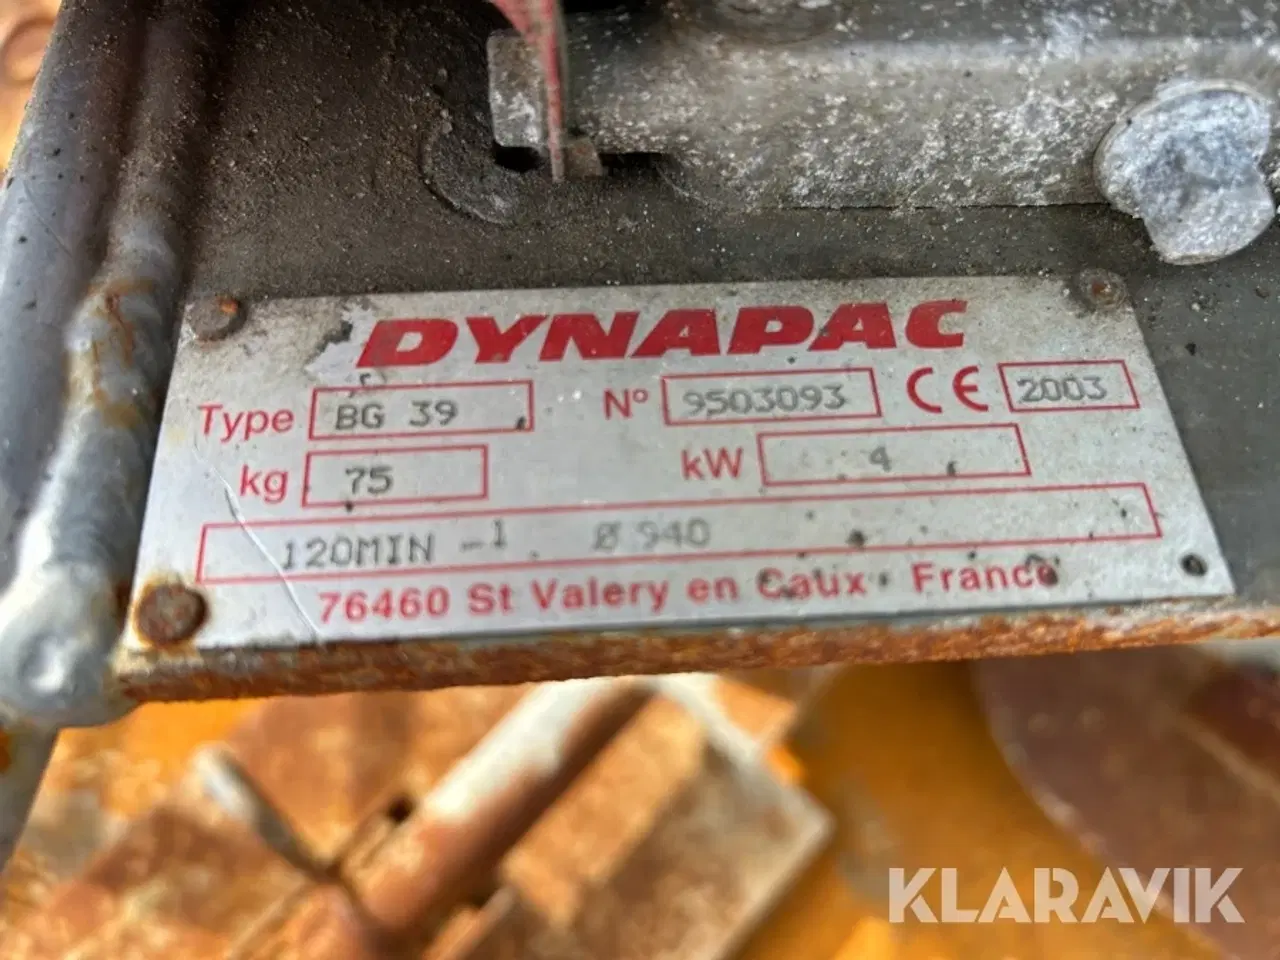 DYNAPAC
Type BG 39 Nº 9503093 CE 2003
kg 75 kW 4
120MIN -1 Ø 940
76460 St Valery en Caux · France
KLARAVIK